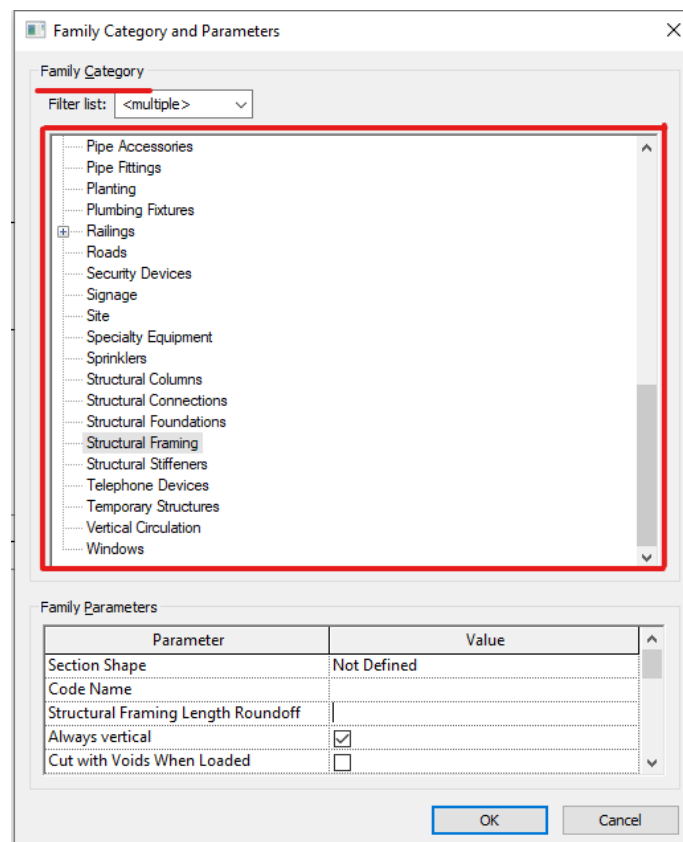 Family Category and Parameters
Family Category
Filter list: <multiple>
Pipe Accessories
Pipe Fittings
Planting
Plumbing Fixtures
Railings
Roads
Security Devices
Signage
Site
Specialty Equipment
Sprinklers
Structural Columns
Structural Connections
Structural Foundations
Structural Framing
Structural Stiffeners
Telephone Devices
Temporary Structures
Vertical Circulation
Windows
Family Parameters
Parameter Value
Section Shape Not Defined
Code Name
Structural Framing Length Roundoff
Always vertical
Cut with Voids When Loaded
OK Cancel